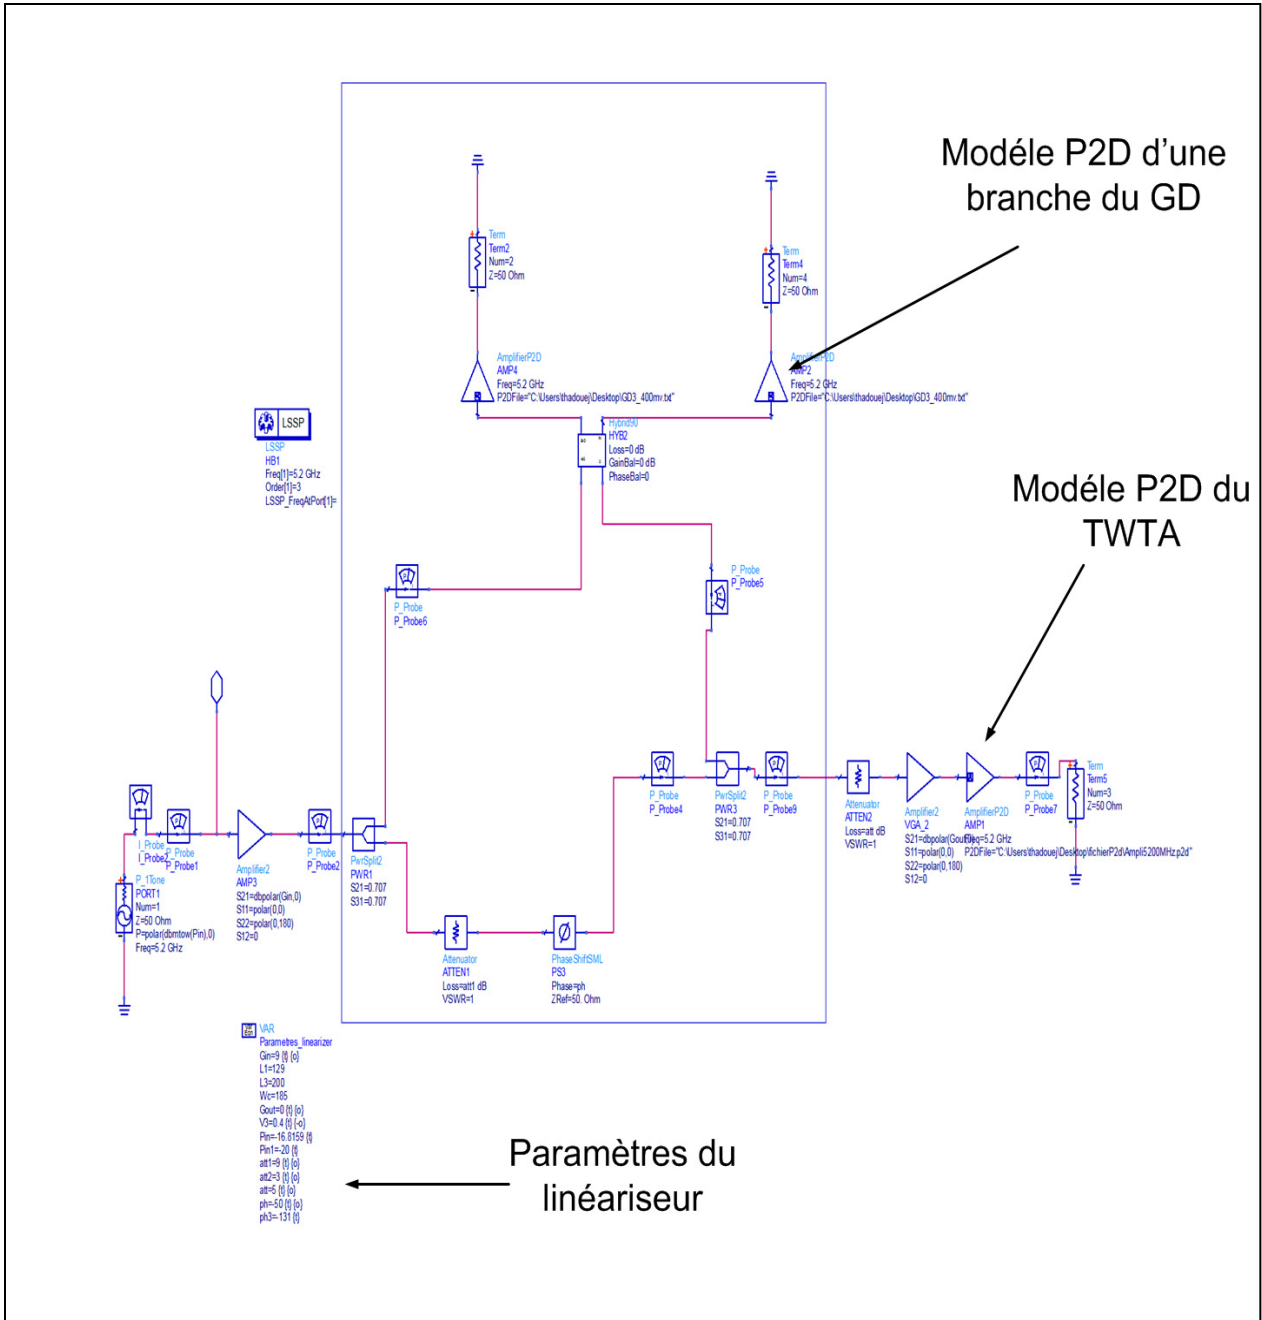 Modéle P2D d'une
branche du GD
Term
Term2
Num=2
Z=50 Ohm
Term
Term4
Num=4
Z=50 Ohm
AmplifierP2D
AMP4
Freq=5.2 GHz
P2DFile="C:\Users\thadouej\Desktop\GD3_400mv.txt"
AmplifierP2D
AMP2
Freq=5.2 GHz
P2DFile="C:\Users\thadouej\Desktop\GD3_400mv.txt"
LSSP
LSSP
HB1
Freq[1]=5.2 GHz
Order[1]=3
LSSP_FreqAtPort[1]=
Hybrid90
HYB2
Loss=0 dB
GainBal=0 dB
PhaseBal=0
Modéle P2D du
TWTA
P_Probe
P_Probe5
P_Probe
P_Probe6
I_Probe
I_Probe2
P_Probe
P_Probe1
Amplifier2
AMP3
S21=dbpolar(Gin,0)
S11=polar(0,0)
S22=polar(0,180)
S12=0
P_Probe
P_Probe2
PwrSplit2
PWR1
S21=0.707
S31=0.707
P_Probe
P_Probe4
PwrSplit2
PWR3
S21=0.707
S31=0.707
P_Probe
P_Probe9
Attenuator
ATTEN2
Loss=att dB
VSWR=1
Amplifier2
VGA_2
S21=dbpolar(Gout,0)
S11=polar(0,0)
S22=polar(0,180)
S12=0
AmplifierP2D
AMP1
Freq=5.2 GHz
P2DFile="C:\Users\thadouej\Desktop\fichierP2d\Ampli5200MHz.p2d"
P_Probe
P_Probe7
Term
Term5
Num=3
Z=50 Ohm
P_1Tone
PORT1
Num=1
Z=50 Ohm
P=polar(dbmtow(Pin),0)
Freq=5.2 GHz
Attenuator
ATTEN1
Loss=att1 dB
VSWR=1
PhaseShiftSML
PS3
Phase=ph
ZRef=50. Ohm
Var
Eqn
VAR
Parametres_linearizer
Gin=9 {t} {o}
L1=129
L3=200
Wc=185
Gout=0 {t} {o}
V3=0.4 {t} {-o}
Pin=-16.8159 {t}
Pin1=-20 {t}
att1=9 {t} {o}
att2=3 {t} {o}
att=5 {t} {o}
ph=-50 {t} {o}
ph3=-131 {t}
Paramètres du
linéariseur